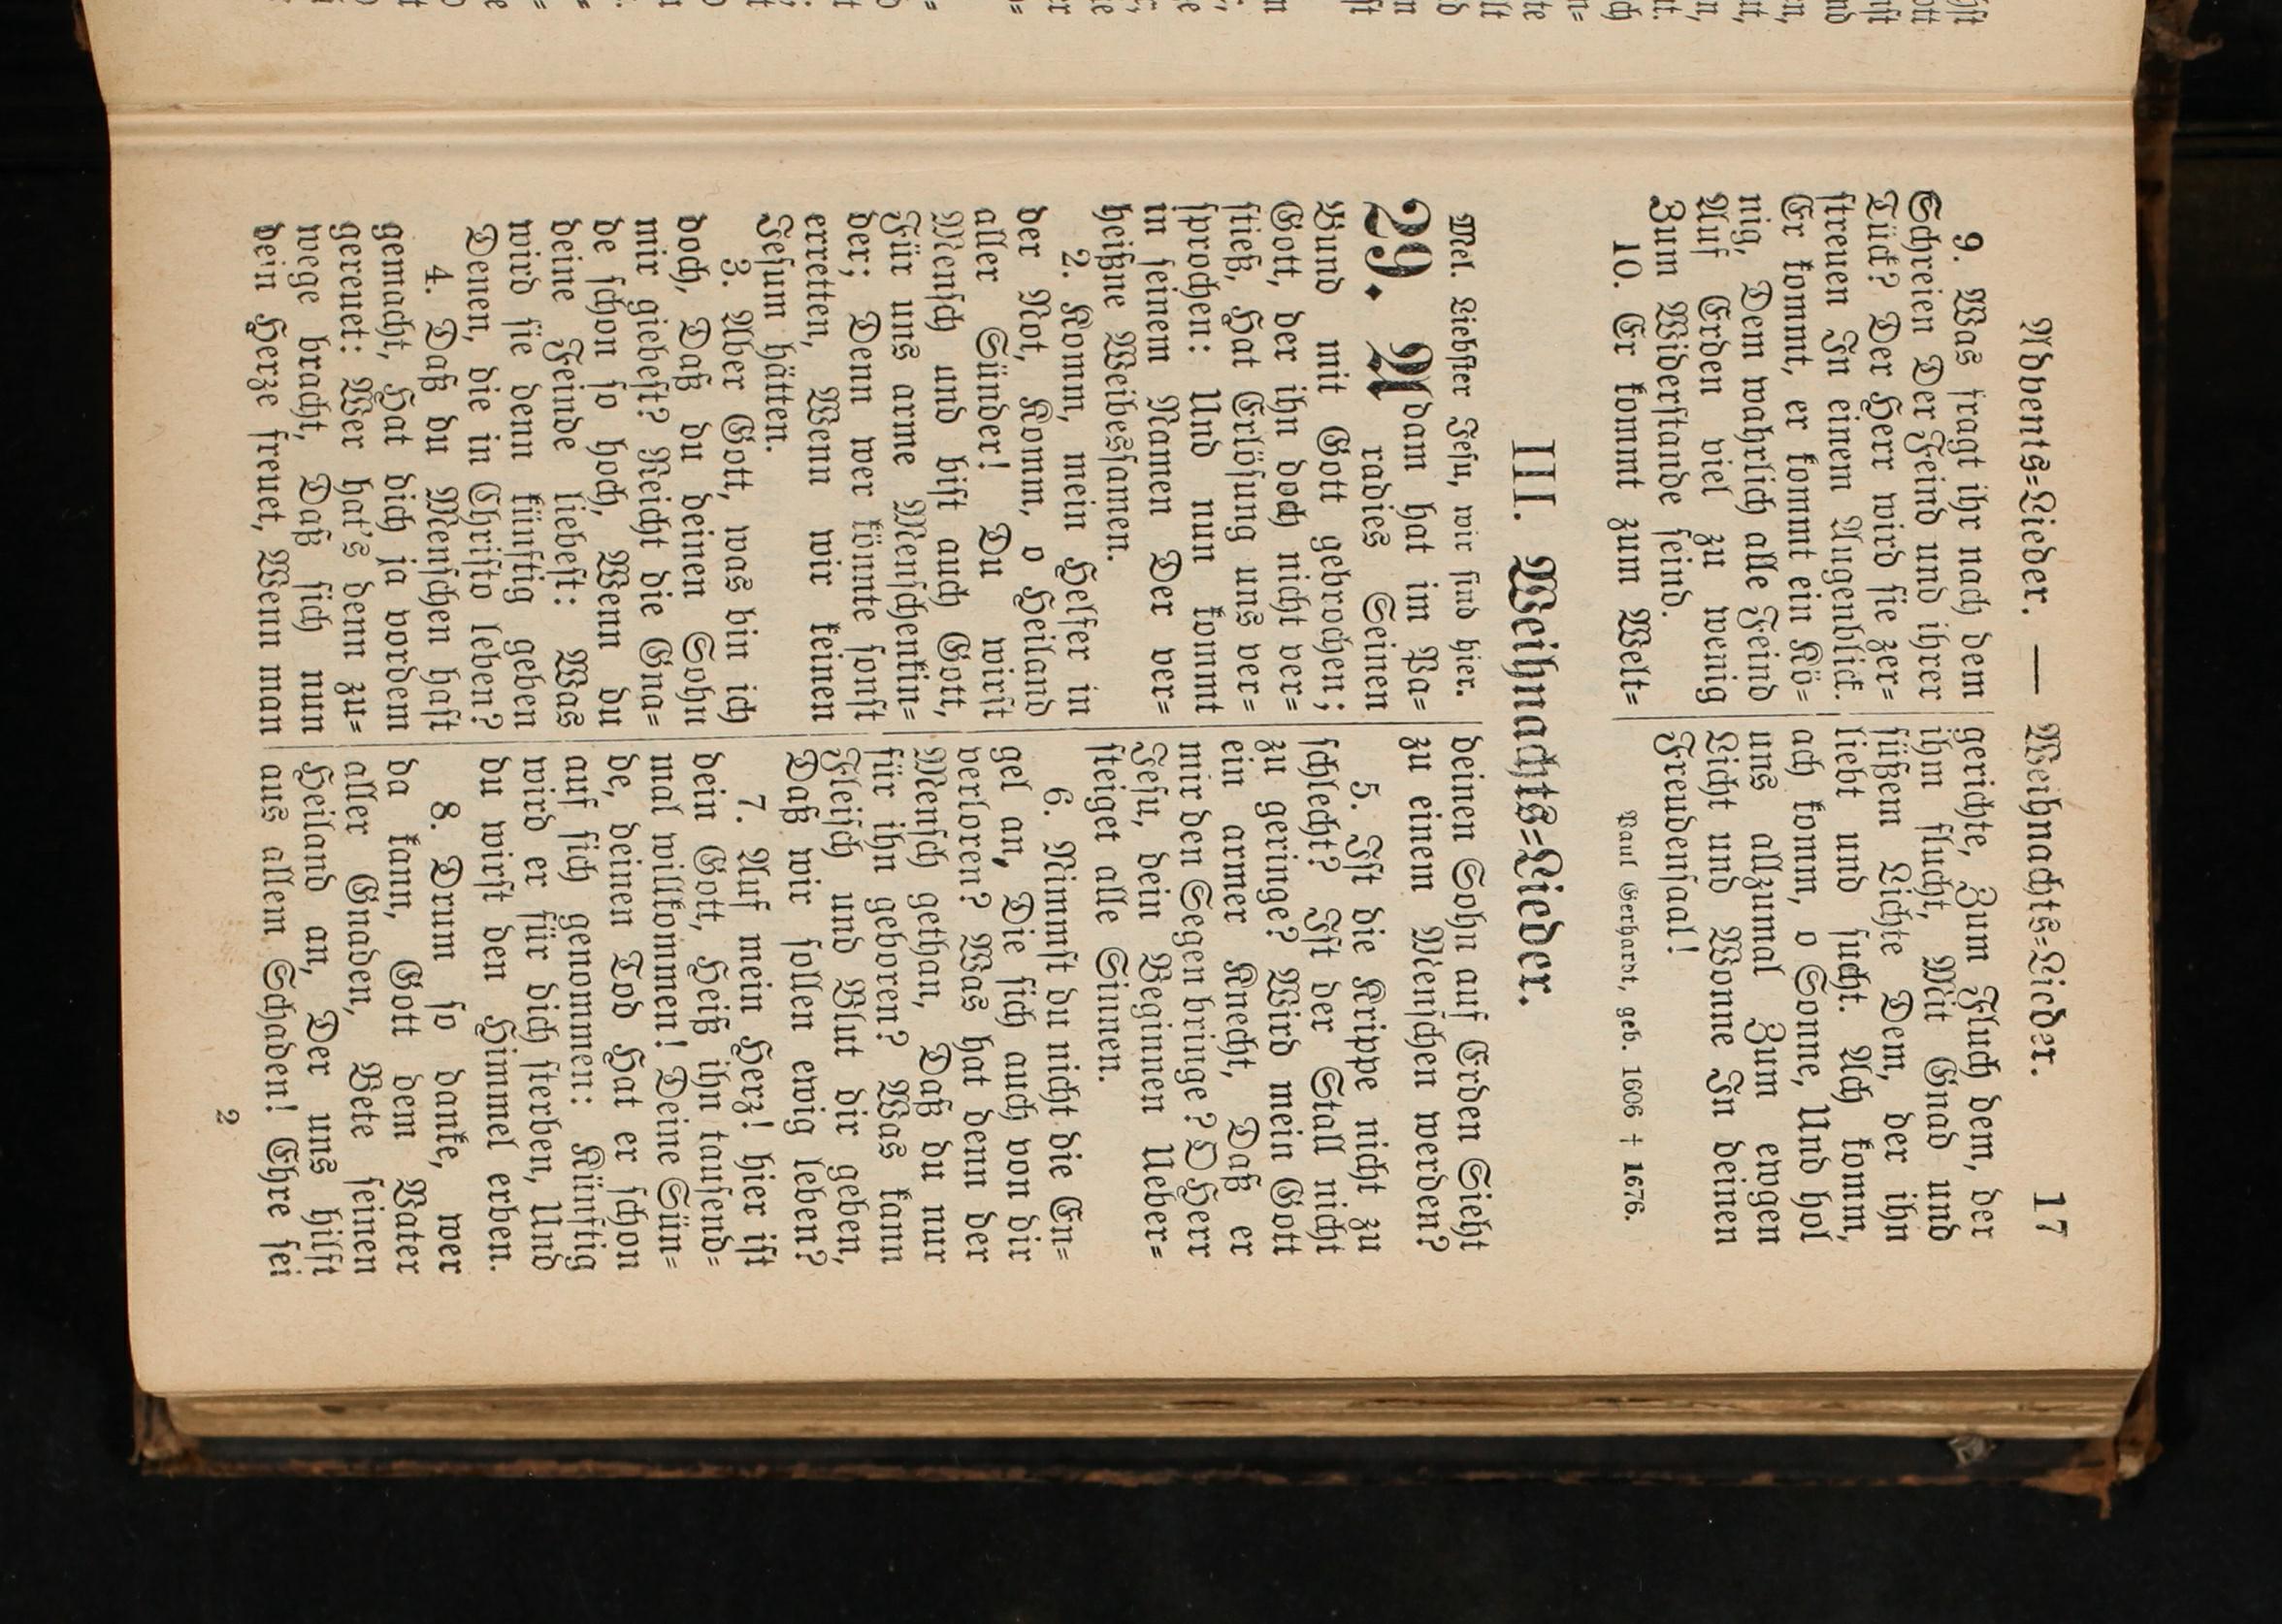 Advents=Lieder. — Weihnachts=Lieder. 17
9. Was fragt ihr nach dem
Schreien Der Feind und ihrer
Tück? Der Herr wird sie zer=
streuen In einem Augenblick.
Er kommt, er kommt ein Kö=
nig, Dem wahrlich alle Feind
Auf Erden viel zu wenig
Zum Widerstande seind.
10. Er kommt zum Welt=
gerichte, Zum Fluch dem, der
ihm flucht, Mit Gnad und
süßem Lichte Dem, der ihn
liebt und sucht. Ach komm,
ach komm, o Sonne, Und hol
uns allzumal Zum ewgen
Licht und Wonne In deinen
Freudensaal!
Paul Gerhardt, geb. 1606 † 1676.
III. Weihnachts=Lieder.
Mel. Liebster Jesu, wir sind hier.
29. Adam hat im Pa=
radies Seinen
Bund mit Gott gebrochen;
Gott, der ihn doch nicht ver=
stieß, Hat Erlösung uns ver=
sprochen: Und nun kommt
in seinem Namen Der ver=
heißne Weibessamen.
2. Komm, mein Helfer in
der Not, Komm, o Heiland
aller Sünder! Du wirst
Mensch und bist auch Gott,
Für uns arme Menschenkin=
der; Denn wer könnte sonst
erretten, Wenn wir keinen
Jesum hätten.
3. Aber Gott, was bin ich
doch, Daß du deinen Sohn
mir giebest? Reicht die Gna=
de schon so hoch, Wenn du
deine Feinde liebest: Was
wird sie denn künftig geben
Denen, die in Christo leben?
4. Daß du Menschen hast
gemacht, Hat dich ja vordem
gereuet: Wer hat's denn zu=
wege bracht, Daß sich nun
dein Herze freuet, Wenn man
deinen Sohn auf Erden Sieht
zu einem Menschen werden?
5. Ist die Krippe nicht zu
schlecht? Ist der Stall nicht
zu geringe? Wird mein Gott
ein armer Knecht, Daß er
mir den Segen bringe? O Herr
Jesu, dein Beginnen Ueber=
steiget alle Sinnen.
6. Nimmst du nicht die En=
gel an, Die sich auch von dir
verloren? Was hat denn der
Mensch gethan, Daß du nur
für ihn geboren? Was kann
Fleisch und Blut dir geben,
Daß wir sollen ewig leben?
7. Auf mein Herz! hier ist
dein Gott, Heiß ihn tausend=
mal willkommen! Deine Sün=
de, deinen Tod Hat er schon
auf sich genommen: Künftig
wird er für dich sterben, Und
du wirst den Himmel erben.
8. Drum so danke, wer
da kann, Gott dem Vater
aller Gnaden, Bete seinen
Heiland an, Der uns hilft
aus allem Schaden! Ehre sei
2